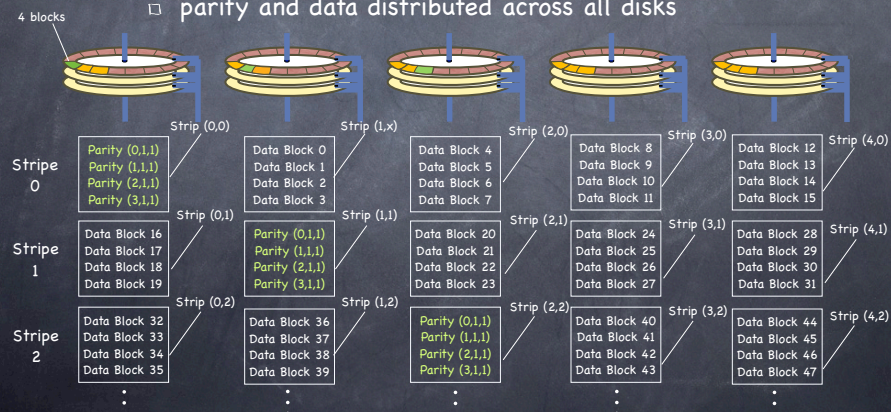 parity and data distributed across all disks
4 blocks
Strip (0,0)
Strip (1,x)
Strip (2,0)
Strip (3,0)
Strip (4,0)
Stripe
0
Parity (0,1,1)
Parity (1,1,1)
Parity (2,1,1)
Parity (3,1,1)
Data Block 0
Data Block 1
Data Block 2
Data Block 3
Data Block 4
Data Block 5
Data Block 6
Data Block 7
Data Block 8
Data Block 9
Data Block 10
Data Block 11
Data Block 12
Data Block 13
Data Block 14
Data Block 15
Strip (0,1)
Strip (1,1)
Strip (2,1)
Strip (3,1)
Strip (4,1)
Stripe
1
Data Block 16
Data Block 17
Data Block 18
Data Block 19
Parity (0,1,1)
Parity (1,1,1)
Parity (2,1,1)
Parity (3,1,1)
Data Block 20
Data Block 21
Data Block 22
Data Block 23
Data Block 24
Data Block 25
Data Block 26
Data Block 27
Data Block 28
Data Block 29
Data Block 30
Data Block 31
Strip (0,2)
Strip (1,2)
Strip (2,2)
Strip (3,2)
Strip (4,2)
Stripe
2
Data Block 32
Data Block 33
Data Block 34
Data Block 35
Data Block 36
Data Block 37
Data Block 38
Data Block 39
Parity (0,1,1)
Parity (1,1,1)
Parity (2,1,1)
Parity (3,1,1)
Data Block 40
Data Block 41
Data Block 42
Data Block 43
Data Block 44
Data Block 45
Data Block 46
Data Block 47